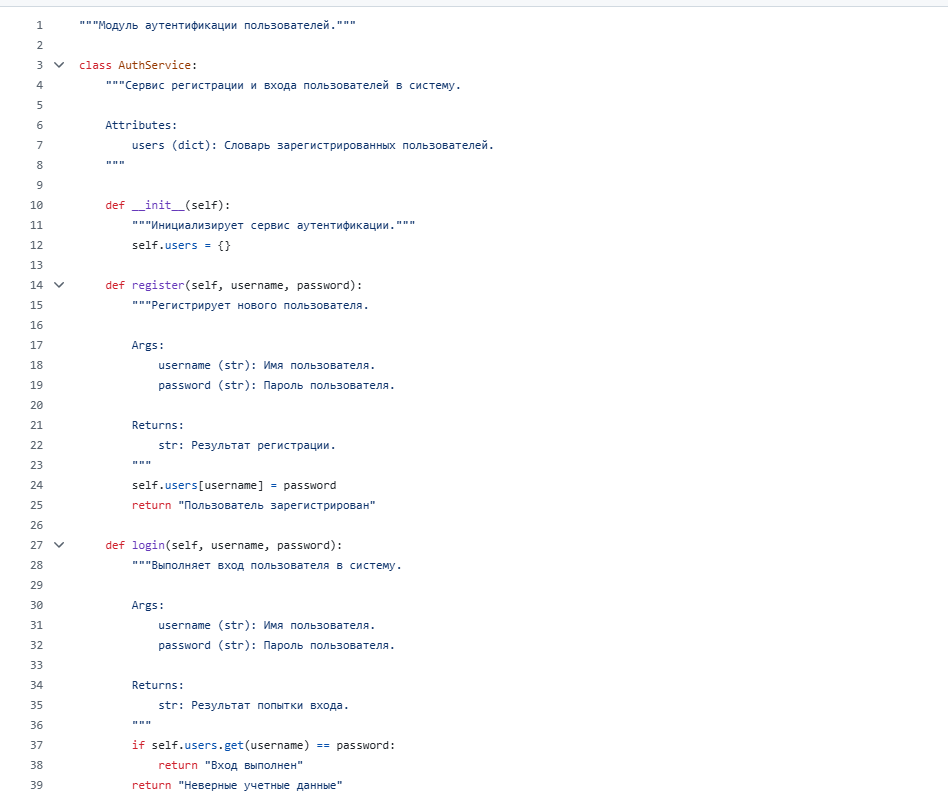 1 """Модуль аутентификации пользователей."""
2
3 class AuthService:
4     """Сервис регистрации и входа пользователей в систему.
5
6     Attributes:
7         users (dict): Словарь зарегистрированных пользователей.
8     """
9
10     def __init__(self):
11         """Инициализирует сервис аутентификации."""
12         self.users = {}
13
14     def register(self, username, password):
15         """Регистрирует нового пользователя.
16
17         Args:
18             username (str): Имя пользователя.
19             password (str): Пароль пользователя.
20
21         Returns:
22             str: Результат регистрации.
23         """
24         self.users[username] = password
25         return "Пользователь зарегистрирован"
26
27     def login(self, username, password):
28         """Выполняет вход пользователя в систему.
29
30         Args:
31             username (str): Имя пользователя.
32             password (str): Пароль пользователя.
33
34         Returns:
35             str: Результат попытки входа.
36         """
37         if self.users.get(username) == password:
38             return "Вход выполнен"
39         return "Неверные учетные данные"